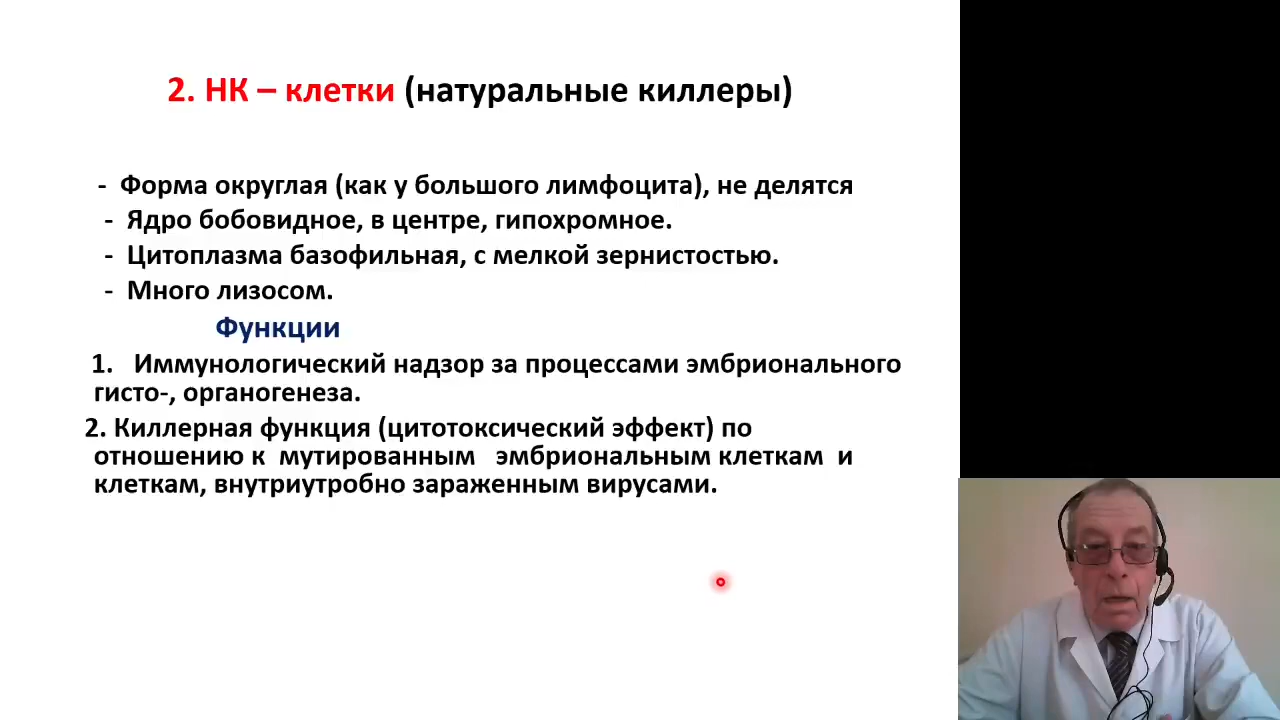 2. НК – клетки (натуральные киллеры)
- Форма округлая (как у большого лимфоцита), не делятся
- Ядро бобовидное, в центре, гипохромное.
- Цитоплазма базофильная, с мелкой зернистостью.
- Много лизосом.
Функции
1. Иммунологический надзор за процессами эмбрионального
гисто-, органогенеза.
2. Киллерная функция (цитотоксический эффект) по
отношению к мутированным эмбриональным клеткам и
клеткам, внутриутробно зараженным вирусами.